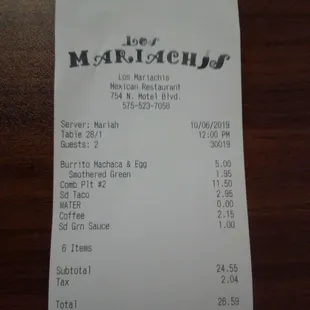 Los
MARIACHIS
Los Mariachis
Mexican Restaurant
754 N. Motel Blvd.
575-523-7058
Server: Mariah 10/06/2019
Table 28/1 12:00 PM
Guests: 2 30019
Burrito Machaca & Egg 5.00
Smothered Green 1.95
Comb Plt #2 11.50
Sd Taco 2.95
WATER 0.00
Coffee 2.15
Sd Grn Sauce 1.00
6 Items
Subtotal 24.55
Tax 2.04
Total 26.59